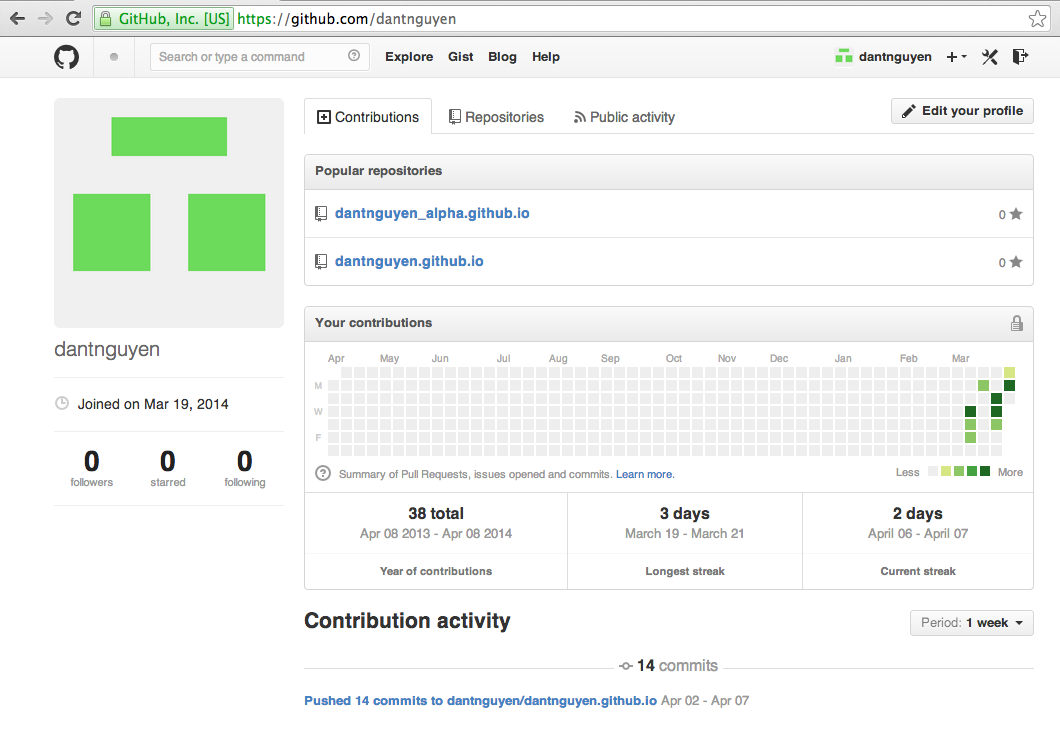 GitHub, Inc. [US] https://github.com/dantnguyen
Search or type a command Explore Gist Blog Help dantnguyen
Contributions Repositories Public activity Edit your profile
Popular repositories
dantnguyen_alpha.github.io 0
dantnguyen.github.io 0
dantnguyen
Joined on Mar 19, 2014
0 0 0
followers starred following
Your contributions
Apr May Jun Jul Aug Sep Oct Nov Dec Jan Feb Mar
M
W
F
? Summary of Pull Requests, issues opened and commits. Learn more. Less More
38 total 3 days 2 days
Apr 08 2013 - Apr 08 2014 March 19 - March 21 April 06 - April 07
Year of contributions Longest streak Current streak
Contribution activity Period: 1 week
14 commits
Pushed 14 commits to dantnguyen/dantnguyen.github.io Apr 02 - Apr 07